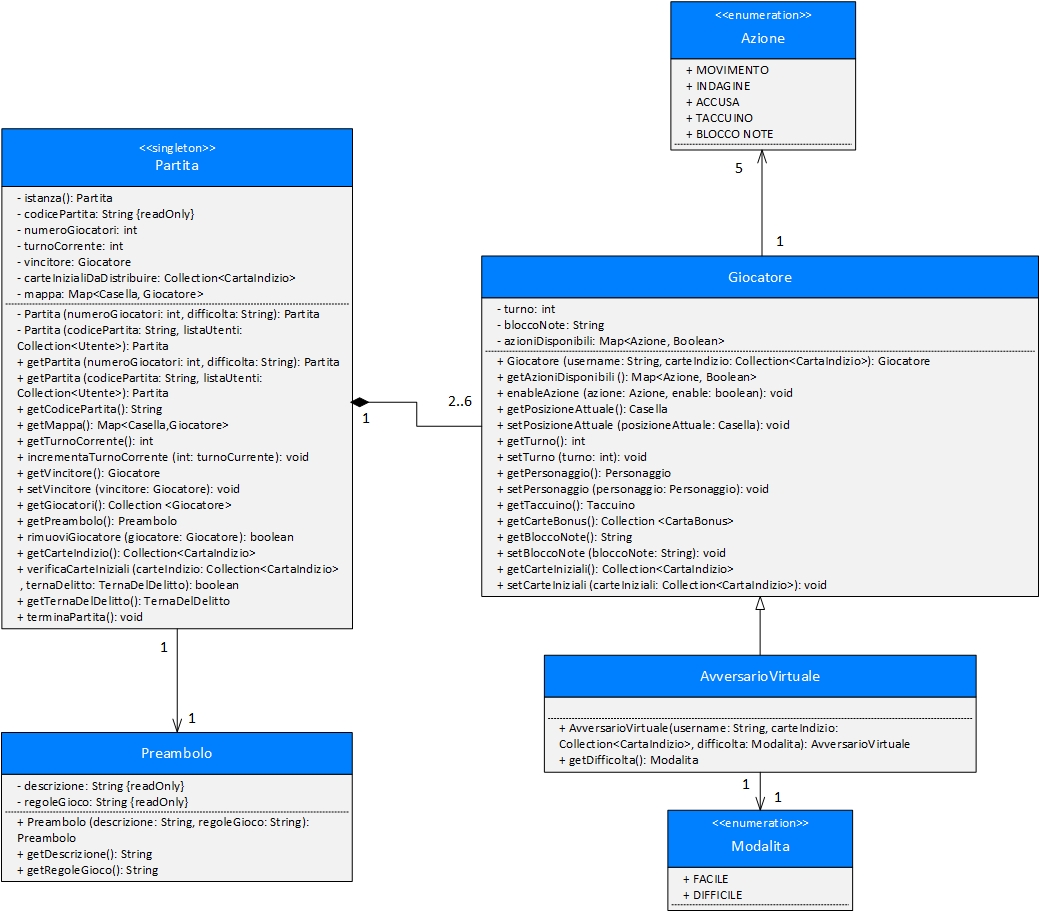 <<enumeration>>
Azione
+ MOVIMENTO
+ INDAGINE
+ ACCUSA
+ TACCUINO
+ BLOCCO NOTE
5
1
<<singleton>>
Partita
- istanza(): Partita
- codicePartita: String {readOnly}
- numeroGiocatori: int
- turnoCorrente: int
- vincitore: Giocatore
- carteInizialiDaDistribuire: Collection<CartaIndizio>
- mappa: Map<Casella, Giocatore>
- Partita (numeroGiocatori: int, difficolta: String): Partita
- Partita (codicePartita: String, listaUtenti:
Collection<Utente>): Partita
+ getPartita (numeroGiocatori: int, difficolta: String): Partita
+ getPartita (codicePartita: String, listaUtenti:
Collection<Utente>): Partita
+ getCodicePartita(): String
+ getMappa(): Map<Casella,Giocatore>
+ getTurnoCorrente(): int
+ incrementaTurnoCorrente (int: turnoCurrente): void
+ getVincitore(): Giocatore
+ setVincitore (vincitore: Giocatore): void
+ getGiocatori(): Collection <Giocatore>
+ getPreambolo(): Preambolo
+ rimuoviGiocatore (giocatore: Giocatore): boolean
+ getCarteIndizio(): Collection<CartaIndizio>
+ verificaCarteIniziali (carteIndizio: Collection<CartaIndizio>
, ternaDelitto: TernaDelDelitto): boolean
+ getTernaDelDelitto(): TernaDelDelitto
+ terminaPartita(): void
1
2..6
Giocatore
- turno: int
- bloccoNote: String
- azioniDisponibili: Map<Azione, Boolean>
+ Giocatore (username: String, carteIndizio: Collection<CartaIndizio>): Giocatore
+ getAzioniDisponibili (): Map<Azione, Boolean>
+ enableAzione (azione: Azione, enable: boolean): void
+ getPosizioneAttuale(): Casella
+ setPosizioneAttuale (posizioneAttuale: Casella): void
+ getTurno(): int
+ setTurno (turno: int): void
+ getPersonaggio(): Personaggio
+ setPersonaggio (personaggio: Personaggio): void
+ getTaccuino(): Taccuino
+ getCarteBonus(): Collection <CartaBonus>
+ getBloccoNote(): String
+ setBloccoNote (bloccoNote: String): void
+ getCarteIniziali(): Collection<CartaIndizio>
+ setCarteIniziali (carteIniziali: Collection<CartaIndizio>): void
1
1
Preambolo
- descrizione: String {readOnly}
- regoleGioco: String {readOnly}
+ Preambolo (descrizione: String, regoleGioco: String):
Preambolo
+ getDescrizione(): String
+ getRegoleGioco(): String
AvversarioVirtuale
+ AvversarioVirtuale(username: String, carteIndizio:
Collection<CartaIndizio>, difficolta: Modalita): AvversarioVirtuale
+ getDifficolta(): Modalita
1
1
<<enumeration>>
Modalita
+ FACILE
+ DIFFICILE